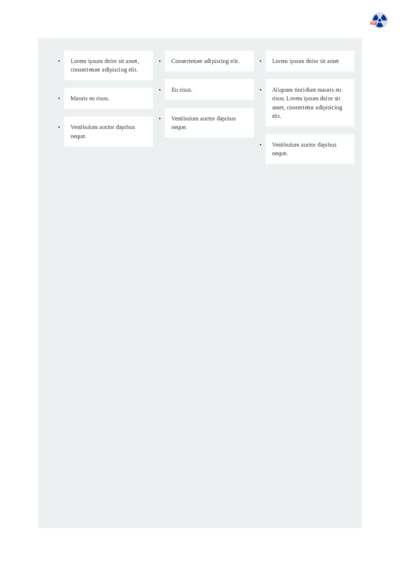 • Lorem ipsum dolor sit amet,
consectetuer adipiscing elit.
• Mauris eu risus.
• Vestibulum auctor dapibus
neque.
• Consectetuer adipiscing elit.
• Eu risus.
• Vestibulum auctor dapibus
neque.
• Lorem ipsum dolor sit amet
• Aliquam tincidunt mauris eu
risus. Lorem ipsum dolor sit
amet, consectetur adipisicing
elit.
• Vestibulum auctor dapibus
neque.